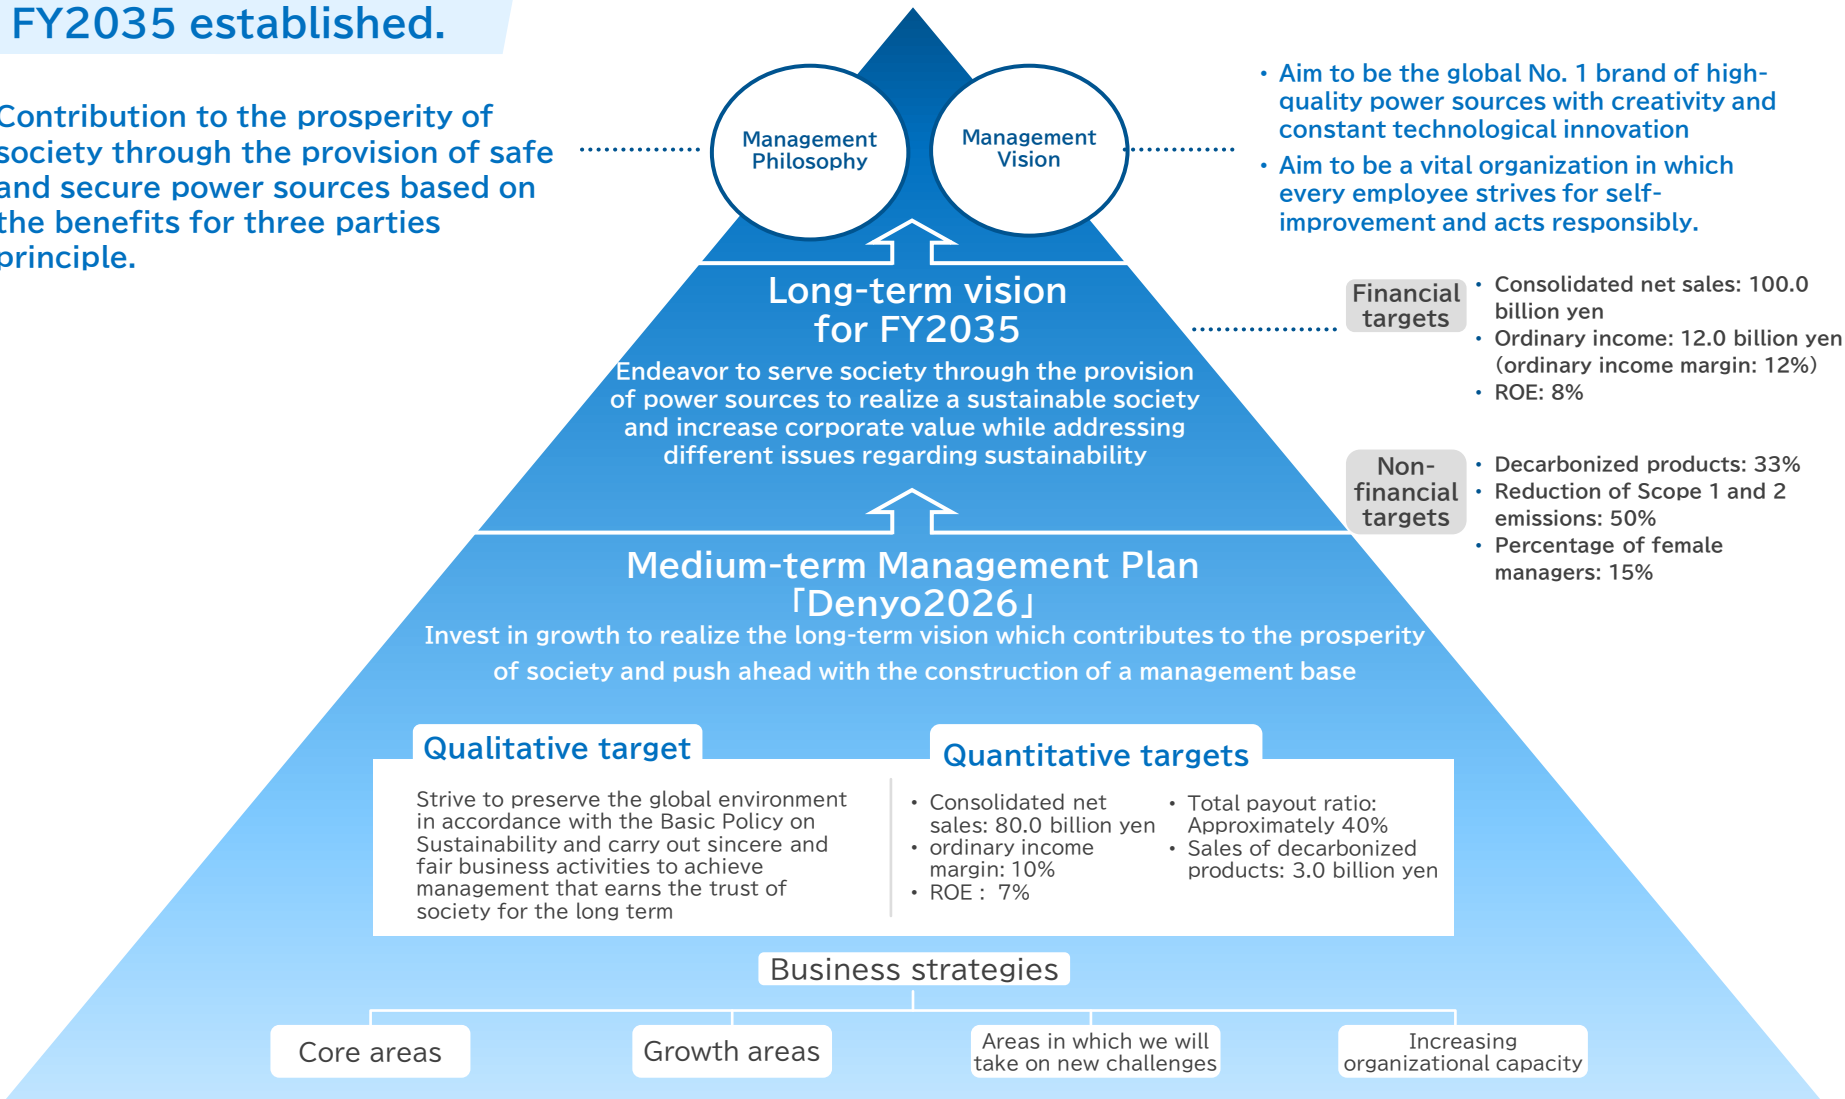 FY2035 established.
Contribution to the prosperity of
society through the provision of safe
and secure power sources based on
the benefits for three parties
principle.
Management
Philosophy
Management
Vision
・ Aim to be the global No. 1 brand of high-
quality power sources with creativity and
constant technological innovation
・ Aim to be a vital organization in which
every employee strives for self-
improvement and acts responsibly.
Long-term vision
for FY2035
Endeavor to serve society through the provision
of power sources to realize a sustainable society
and increase corporate value while addressing
different issues regarding sustainability
Financial
targets
・ Consolidated net sales: 100.0
billion yen
・ Ordinary income: 12.0 billion yen
(ordinary income margin: 12%)
・ ROE: 8%
Non-
financial
targets
・ Decarbonized products: 33%
・ Reduction of Scope 1 and 2
emissions: 50%
・ Percentage of female
managers: 15%
Medium-term Management Plan
「Denyo2026」
Invest in growth to realize the long-term vision which contributes to the prosperity
of society and push ahead with the construction of a management base
Qualitative target
Strive to preserve the global environment
in accordance with the Basic Policy on
Sustainability and carry out sincere and
fair business activities to achieve
management that earns the trust of
society for the long term
Quantitative targets
・ Consolidated net
sales: 80.0 billion yen
・ ordinary income
margin: 10%
・ ROE : 7%
・ Total payout ratio:
Approximately 40%
・ Sales of decarbonized
products: 3.0 billion yen
Business strategies
Core areas
Growth areas
Areas in which we will
take on new challenges
Increasing
organizational capacity